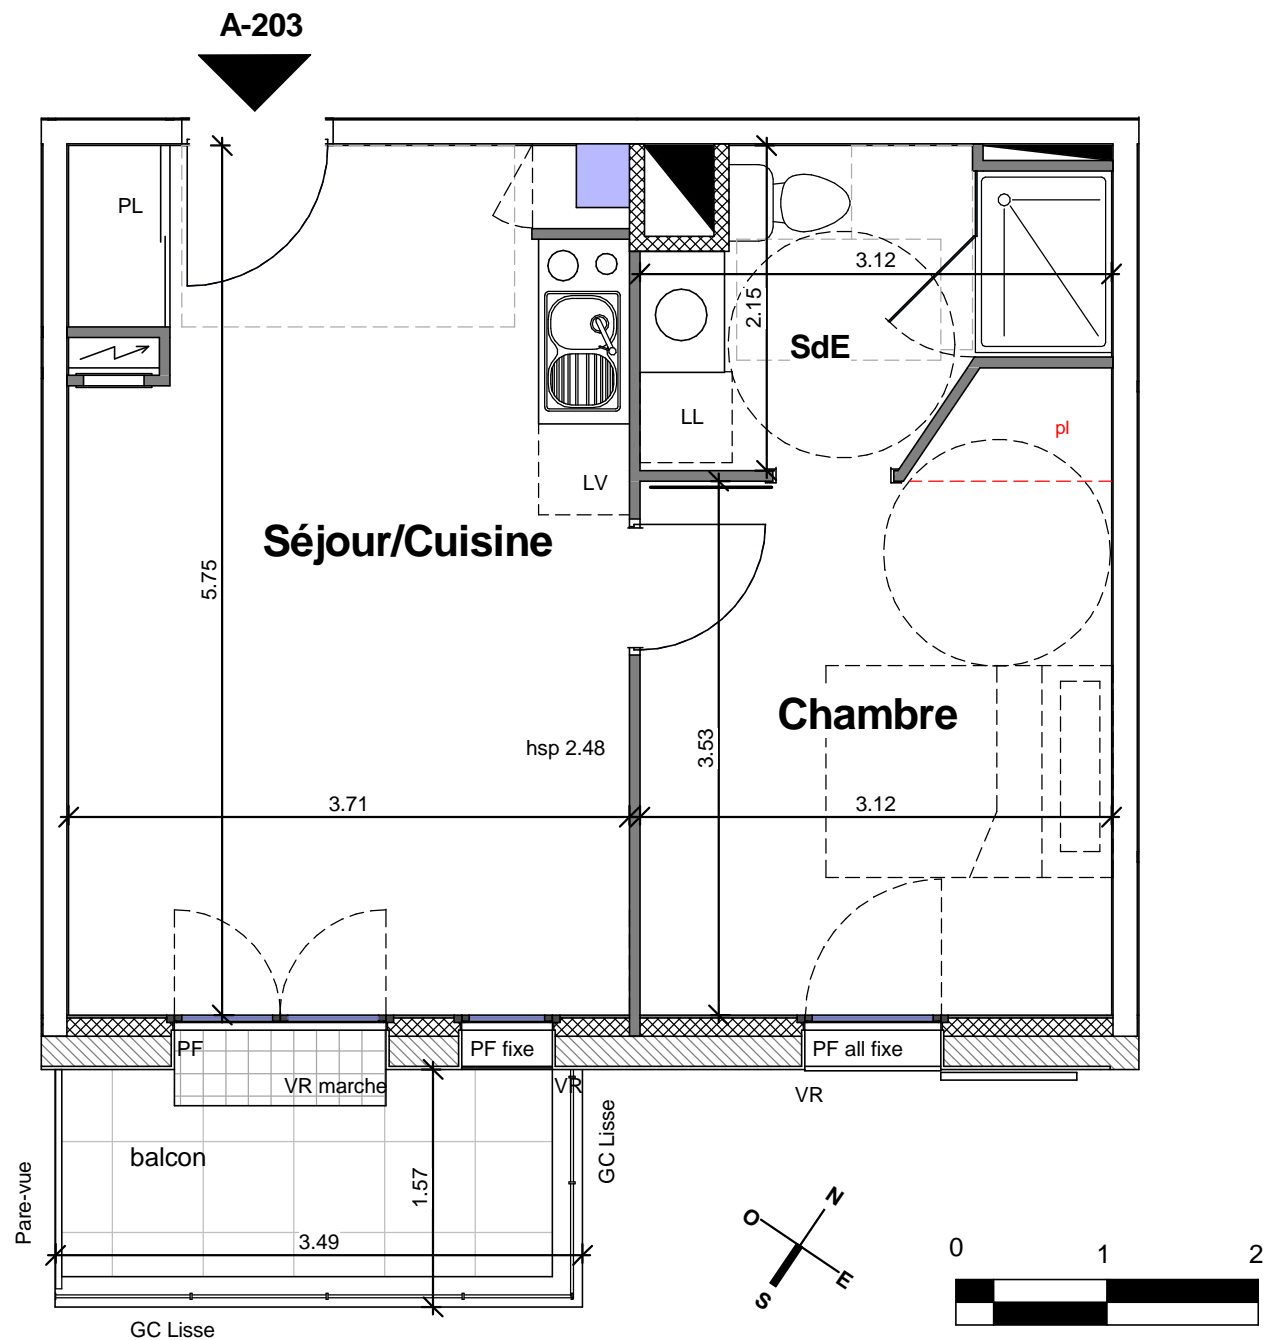 A-203
PL
3.12
2.15
SdE
LL
pl
LV
Séjour/Cuisine
5.75
Chambre
hsp 2.48
3.53
3.71
3.12
PF
PF fixe
PF all fixe
VR marche
VR
VR
GC Lisse
balcon
Pare-vue
1.57
3.49
GC Lisse
N
O
E
S
0 1 2